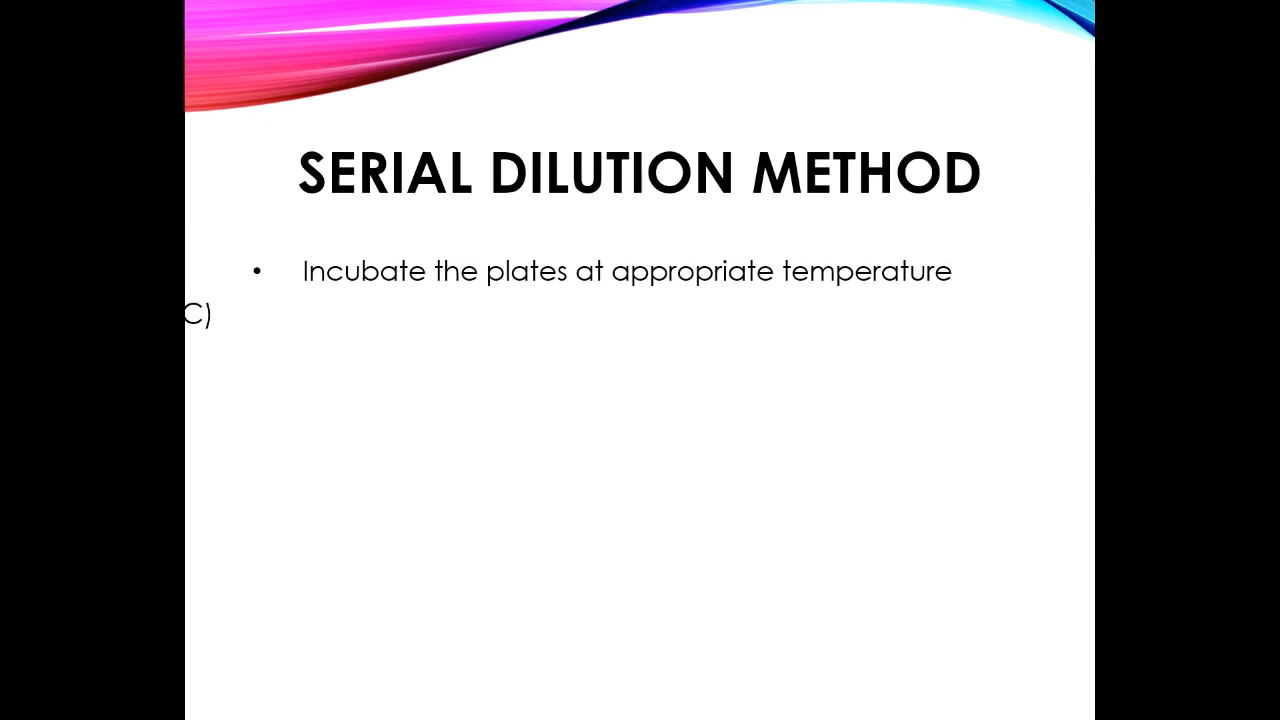 SERIAL DILUTION METHOD
• Incubate the plates at appropriate temperature
C)